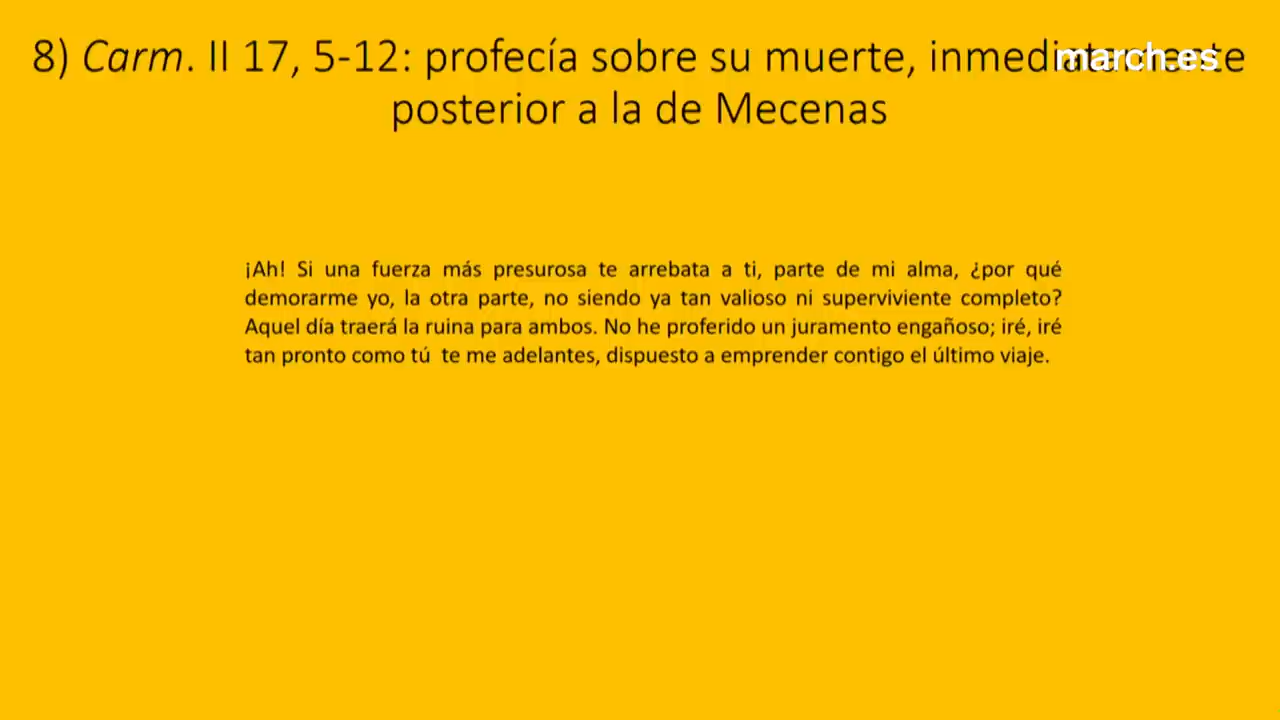 8) Carm. II 17, 5-12: profecía sobre su muerte, inmediatamente
march.es
posterior a la de Mecenas
¡Ah! Si una fuerza más presurosa te arrebata a ti, parte de mi alma, ¿por qué
demorarme yo, la otra parte, no siendo ya tan valioso ni superviviente completo?
Aquel día traerá la ruina para ambos. No he proferido un juramento engañoso; iré, iré
tan pronto como tú te me adelantes, dispuesto a emprender contigo el último viaje.